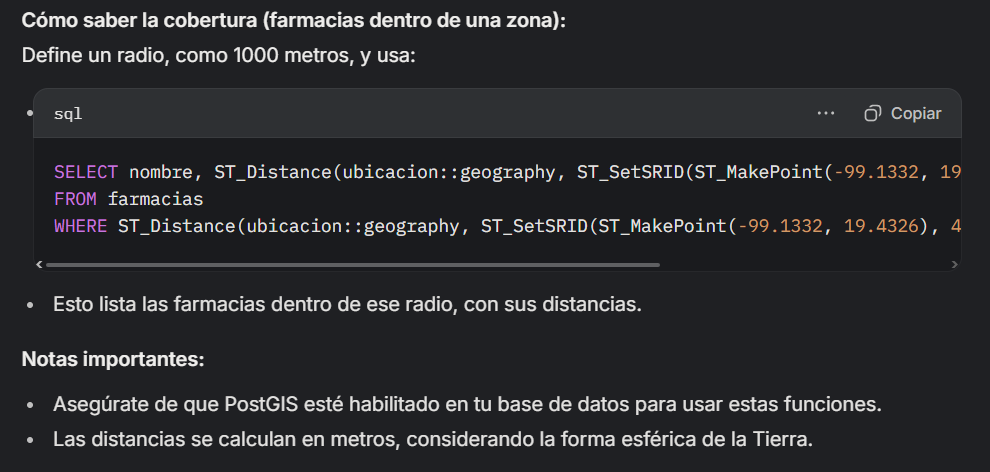 Cómo saber la cobertura (farmacias dentro de una zona):
Define un radio, como 1000 metros, y usa:
sql
Copiar
SELECT nombre, ST_Distance(ubicacion::geography, ST_SetSRID(ST_MakePoint(-99.1332, 19
FROM farmacias
WHERE ST_Distance(ubicacion::geography, ST_SetSRID(ST_MakePoint(-99.1332, 19.4326), 4
Esto lista las farmacias dentro de ese radio, con sus distancias.
Notas importantes:
Asegúrate de que PostGIS esté habilitado en tu base de datos para usar estas funciones.
Las distancias se calculan en metros, considerando la forma esférica de la Tierra.